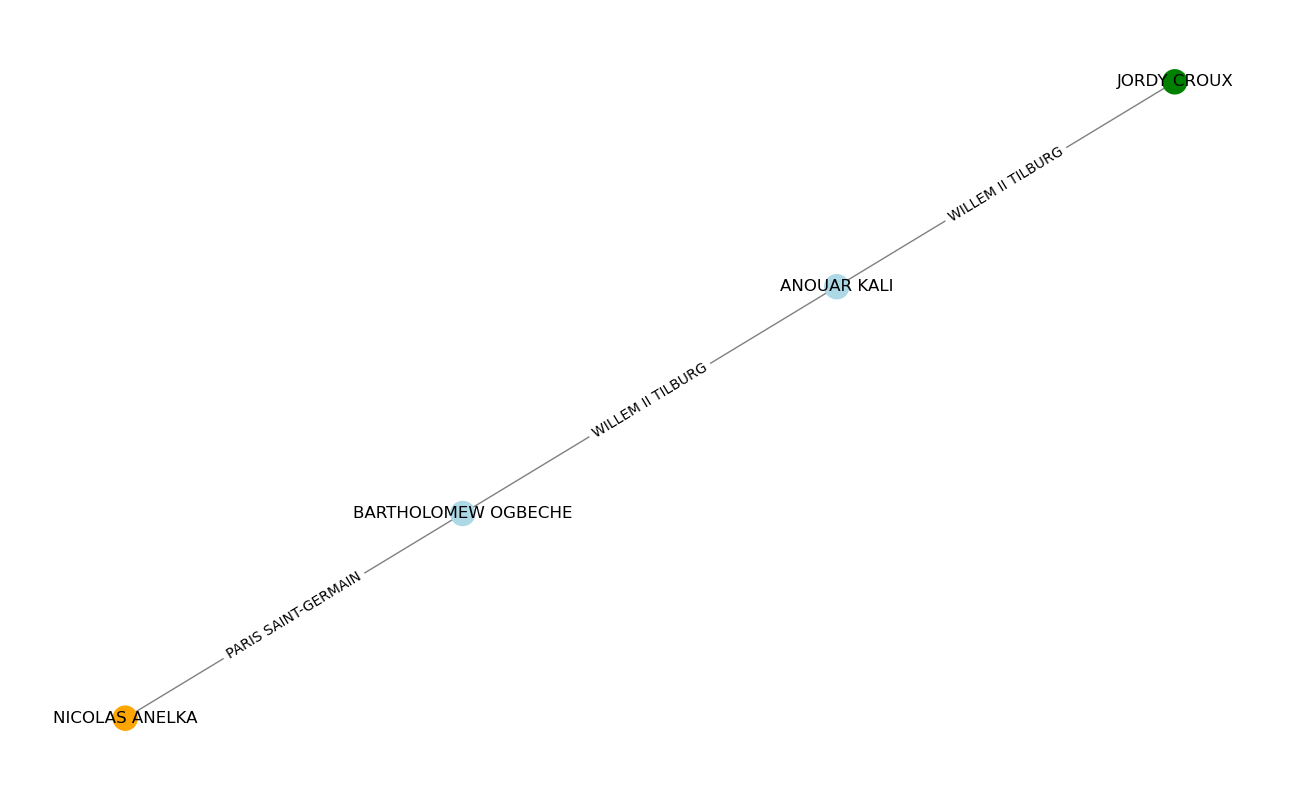 JORDY CROUX
WILLEM II TILBURG
ANOUAR KALI
WILLEM II TILBURG
BARTHOLOMEW OGBECHE
PARIS SAINT-GERMAIN
NICOLAS ANELKA